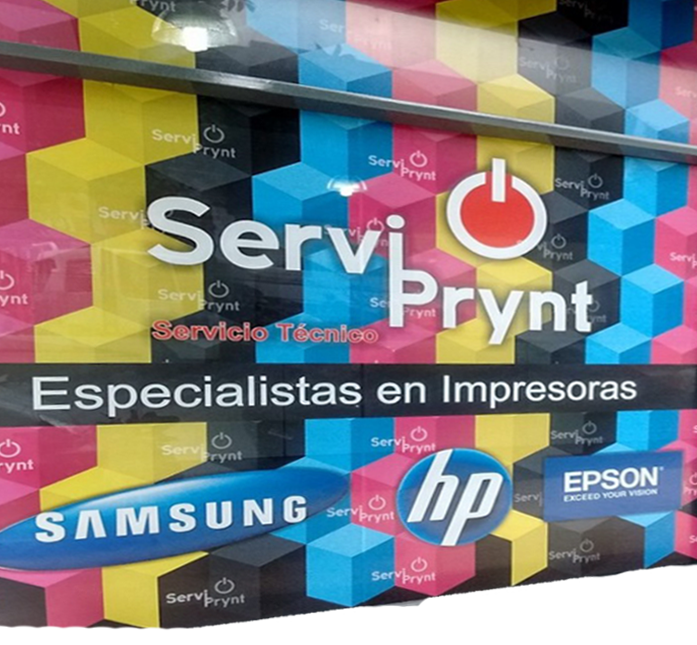 Servi
Prynt
Servicio Técnico
Especialistas en Impresoras
SAMSUNG
hp
EPSON
EXCEED YOUR VISION